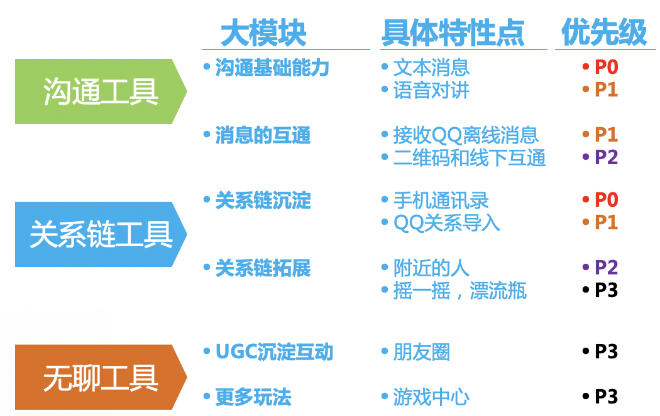 大模块 具体特性点 优先级
沟通工具
•沟通基础能力 •文本消息 •P0
•语音对讲 •P1
•消息的互通 •接收QQ离线消息 •P1
•二维码和线下互通 •P2
关系链工具
•关系链沉淀 •手机通讯录 •P0
•QQ关系导入 •P1
•关系链拓展 •附近的人 •P2
•摇一摇，漂流瓶 •P3
无聊工具
•UGC沉淀互动 •朋友圈 •P3
•更多玩法 •游戏中心 •P3